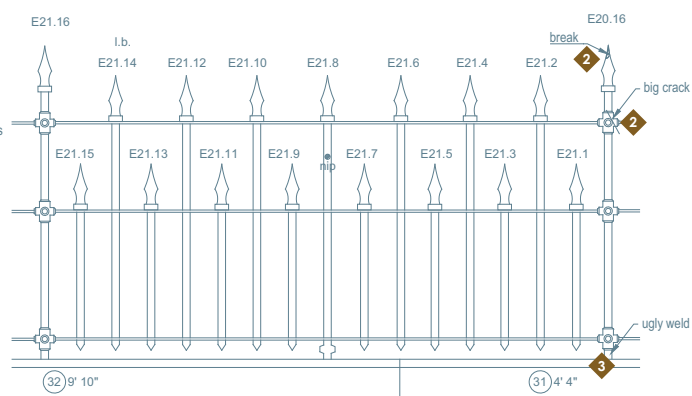 E21.16
E20.16
l.b.
break
E21.14
E21.12
E21.10
E21.8
E21.6
E21.4
E21.2
2
big crack
2
s
E21.15
E21.13
E21.11
E21.9
nip
E21.7
E21.5
E21.3
E21.1
ugly weld
3
32 9' 10"
31 4' 4"